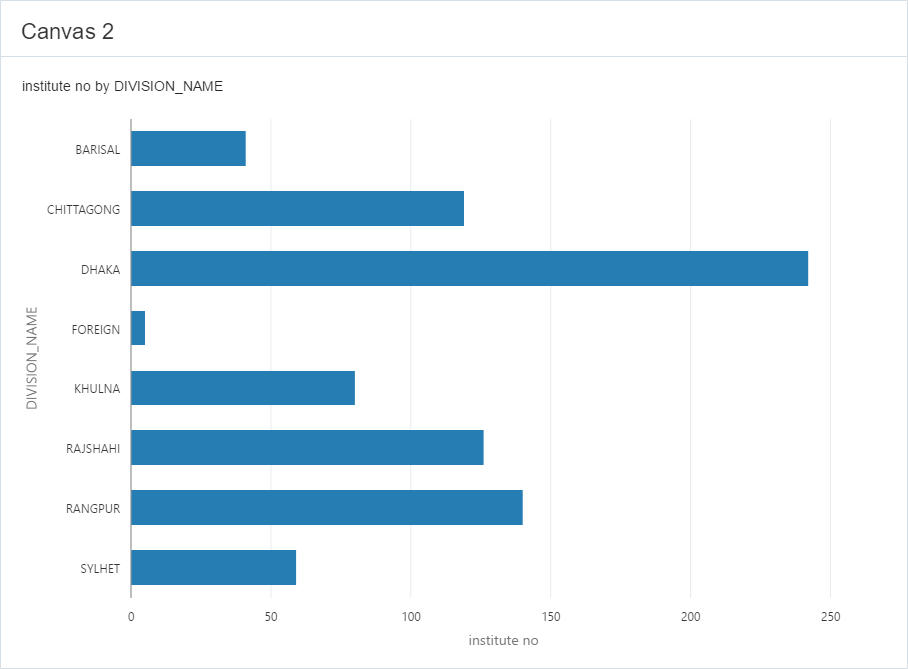 Canvas 2
institute no by DIVISION_NAME
BARISAL
CHITTAGONG
DHAKA
FOREIGN
KHULNA
RAJSHAHI
RANGPUR
SYLHET
DIVISION_NAME
0 50 100 150 200 250
institute no